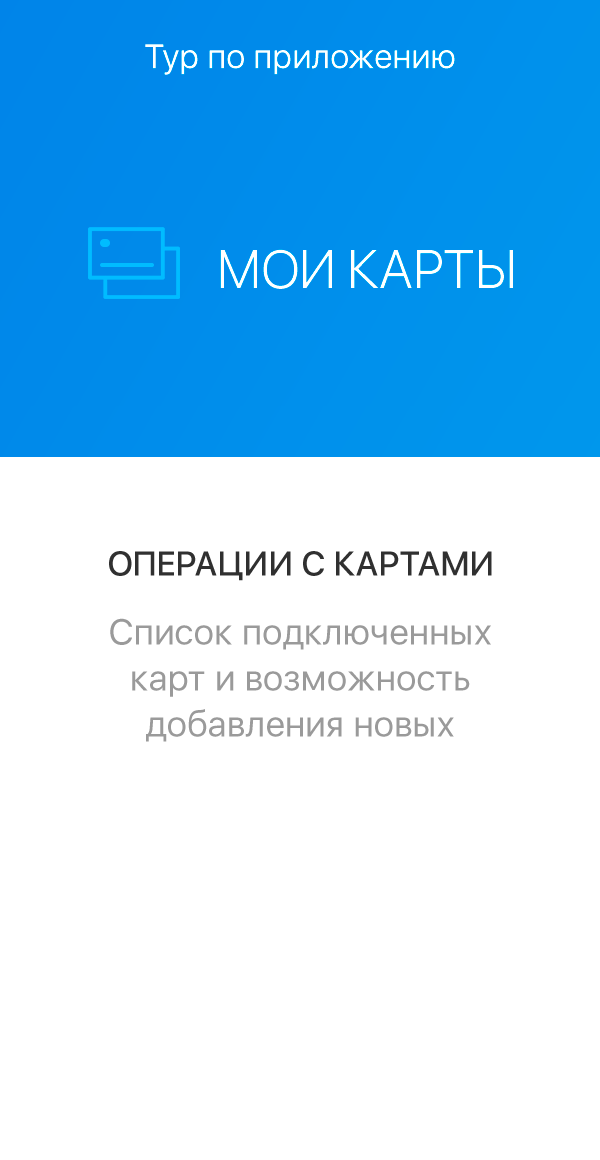 Тур по приложению
МОИ КАРТЫ
ОПЕРАЦИИ С КАРТАМИ
Список подключенных
карт и возможность
добавления новых